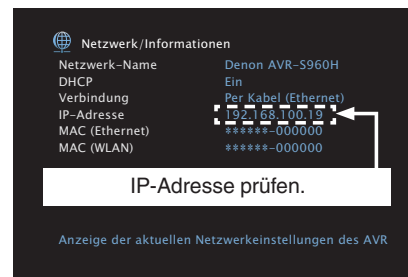 Netzwerk/Informationen
Netzwerk-Name Denon AVR-S960H
DHCP Ein
Verbindung Per Kabel (Ethernet)
IP-Adresse 192.168.100.19
MAC (Ethernet) ******-000000
MAC (WLAN) ******-000000
IP-Adresse prüfen.
Anzeige der aktuellen Netzwerkeinstellungen des AVR